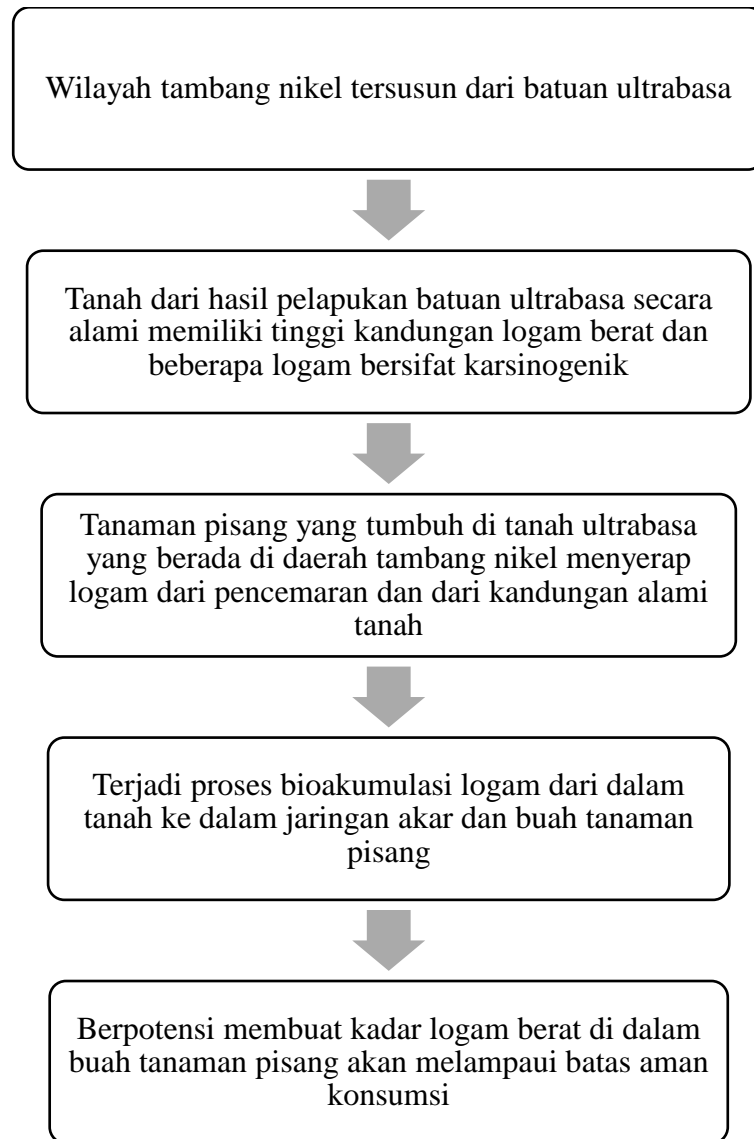 Wilayah tambang nikel tersusun dari batuan ultrabasa
Tanah dari hasil pelapukan batuan ultrabasa secara
alami memiliki tinggi kandungan logam berat dan
beberapa logam bersifat karsinogenik
Tanaman pisang yang tumbuh di tanah ultrabasa
yang berada di daerah tambang nikel menyerap
logam dari pencemaran dan dari kandungan alami
tanah
Terjadi proses bioakumulasi logam dari dalam
tanah ke dalam jaringan akar dan buah tanaman
pisang
Berpotensi membuat kadar logam berat di dalam
buah tanaman pisang akan melampaui batas aman
konsumsi